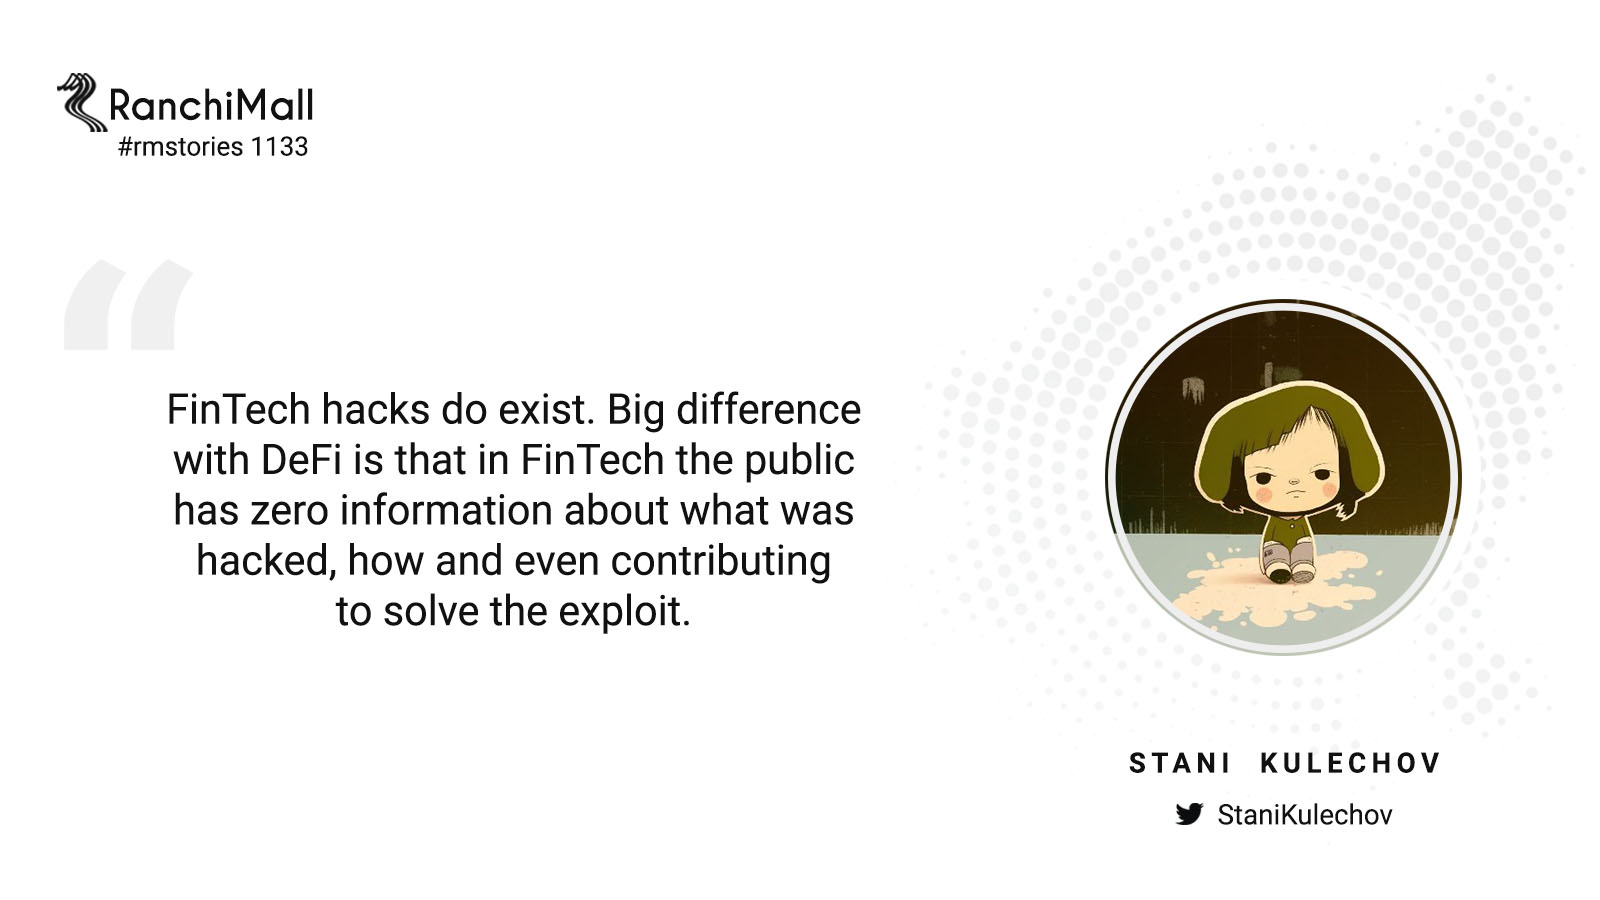 RanchiMall
#rmstories 1133
“
FinTech hacks do exist. Big difference
with DeFi is that in FinTech the public
has zero information about what was
hacked, how and even contributing
to solve the exploit.
STANI KULECHOV
StaniKulechov